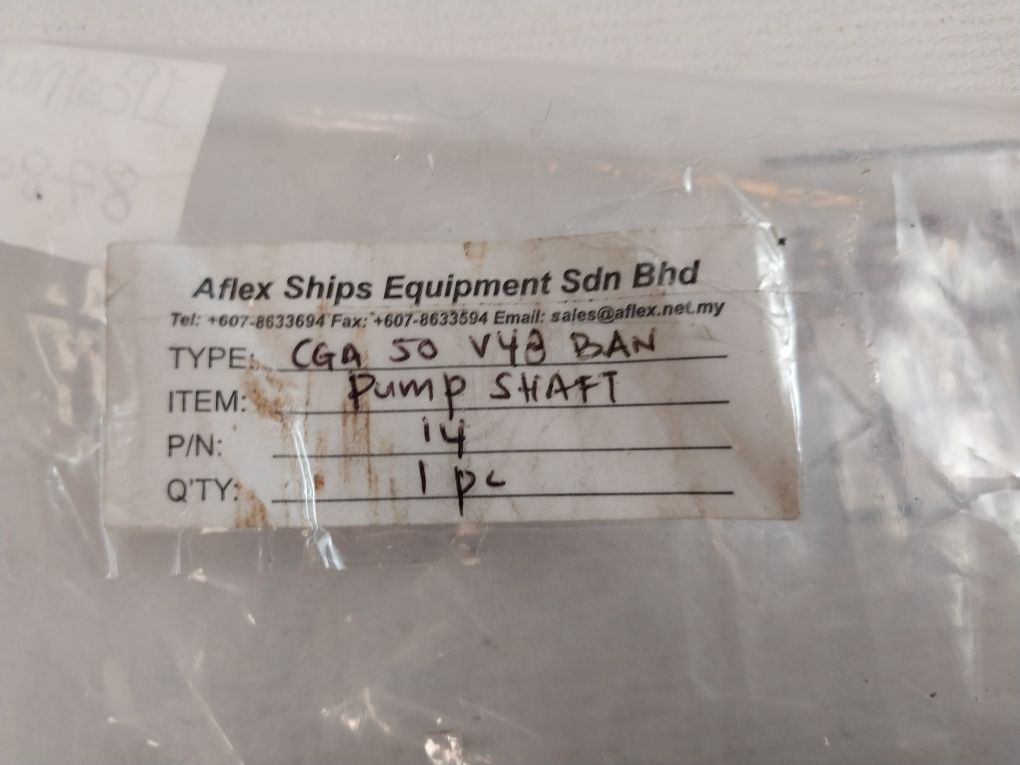 Aflex Ships Equipment Sdn Bhd
Tel: +607-8633694 Fax: +607-8633594 Email: sales@aflex.net.my
TYPE: CGA 50 V48 BAN
ITEM: Pump SHAFT
P/N: 14
Q'TY: 1 pc